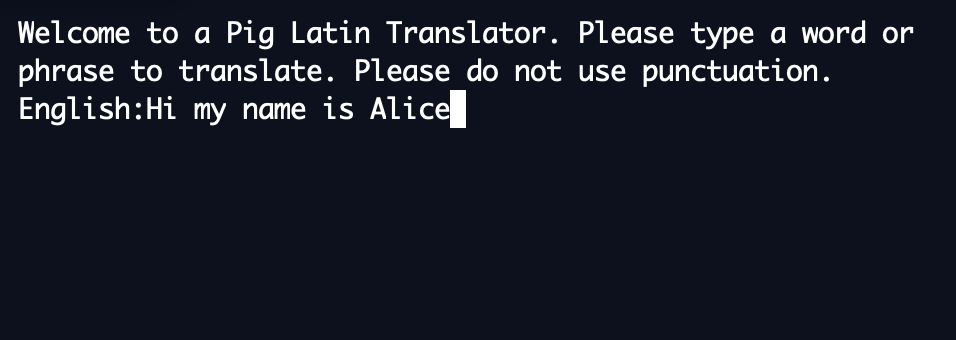 Welcome to a Pig Latin Translator. Please type a word or
phrase to translate. Please do not use punctuation.
English:Hi my name is Alice